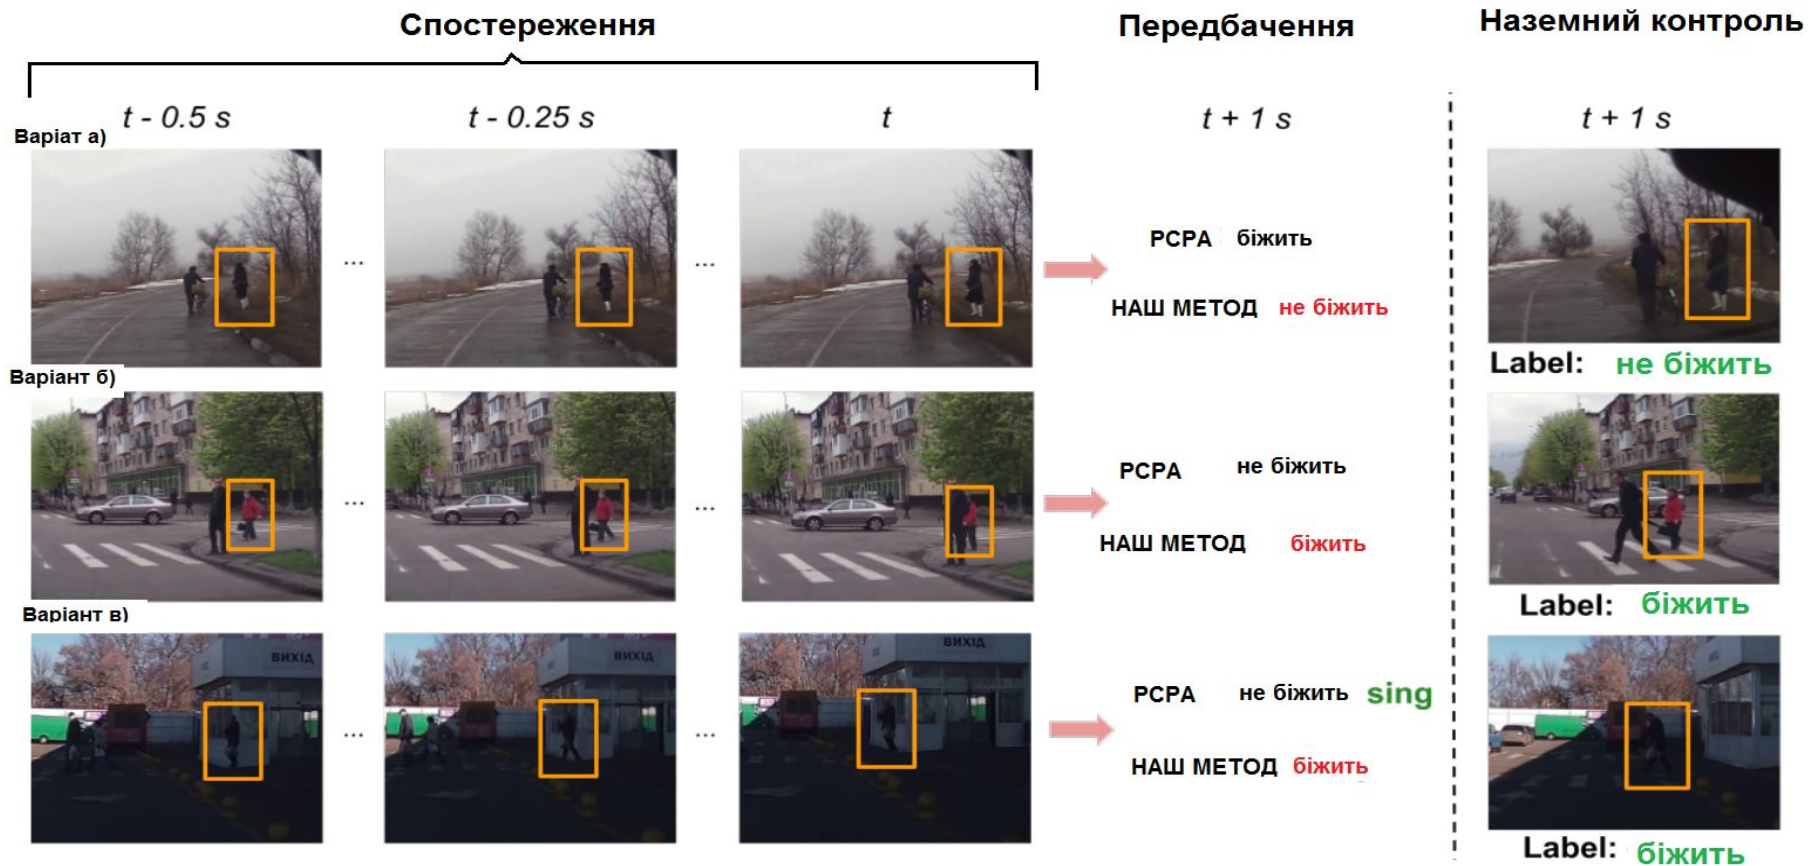 Спостереження
Передбачення
Наземний контроль
t - 0.5 s
t - 0.25 s
t
t + 1 s
t + 1 s
Варіат а)
...
...
PCPA біжить
НАШ МЕТОД не біжить
Label: не біжить
Варіант б)
...
...
PCPA не біжить
НАШ МЕТОД біжить
Label: біжить
Варіант в)
ВИХІД
ВИХІД
ВИХІД
...
...
PCPA не біжить sing
НАШ МЕТОД біжить
Label: біжить